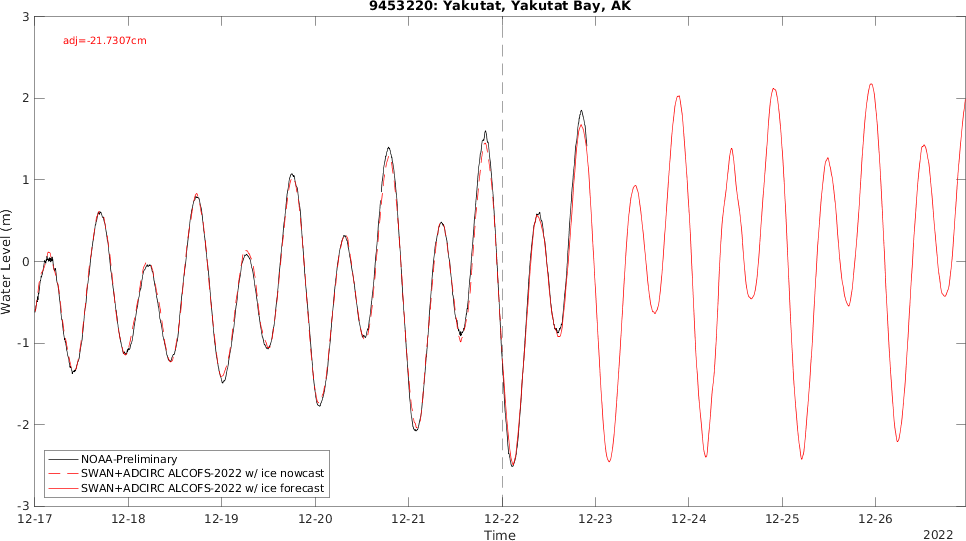 9453220: Yakutat, Yakutat Bay, AK
adj=-21.7307cm
3
2
1
0
-1
-2
-3
Water Level (m)
NOAA-Preliminary
SWAN+ADCIRC ALCOFS-2022 w/ ice nowcast
SWAN+ADCIRC ALCOFS-2022 w/ ice forecast
12-17 12-18 12-19 12-20 12-21 12-22 12-23 12-24 12-25 12-26
Time
2022